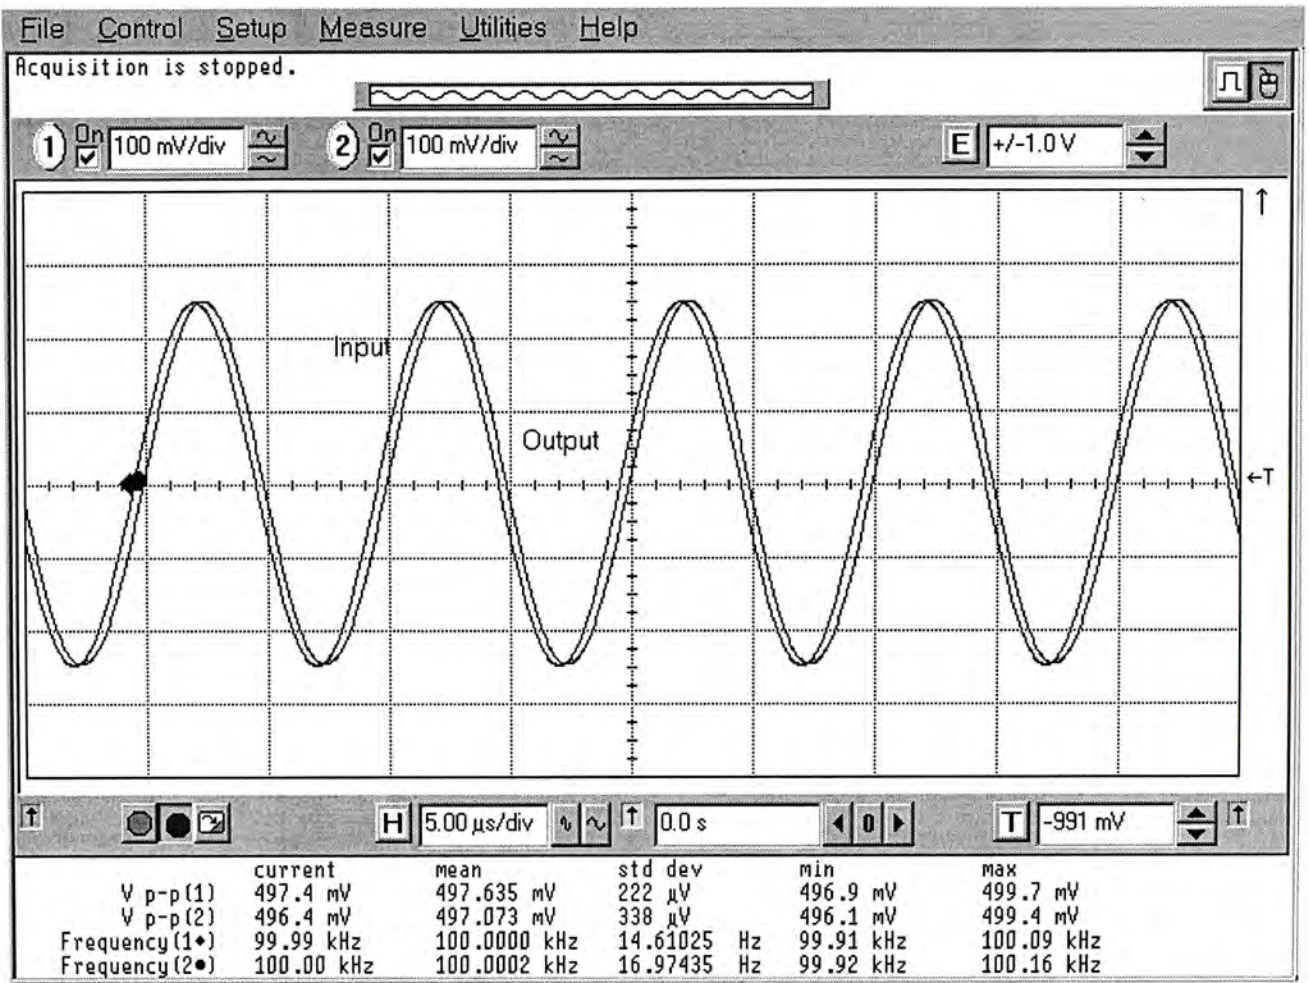 File Control Setup Measure Utilities Help
Acquisition is stopped.
1 On 100 mV/div 2 On 100 mV/div E +/-1.0 V
Input
Output
←T
H 5.00 µs/div 0.0 s 0 T -991 mV
current mean std dev min max
V p-p(1) 497.4 mV 497.635 mV 222 µV 496.9 mV 499.7 mV
V p-p(2) 496.4 mV 497.073 mV 338 µV 496.1 mV 499.4 mV
Frequency(1◆) 99.99 kHz 100.0000 kHz 14.61025 Hz 99.91 kHz 100.09 kHz
Frequency(2●) 100.00 kHz 100.0002 kHz 16.97435 Hz 99.92 kHz 100.16 kHz